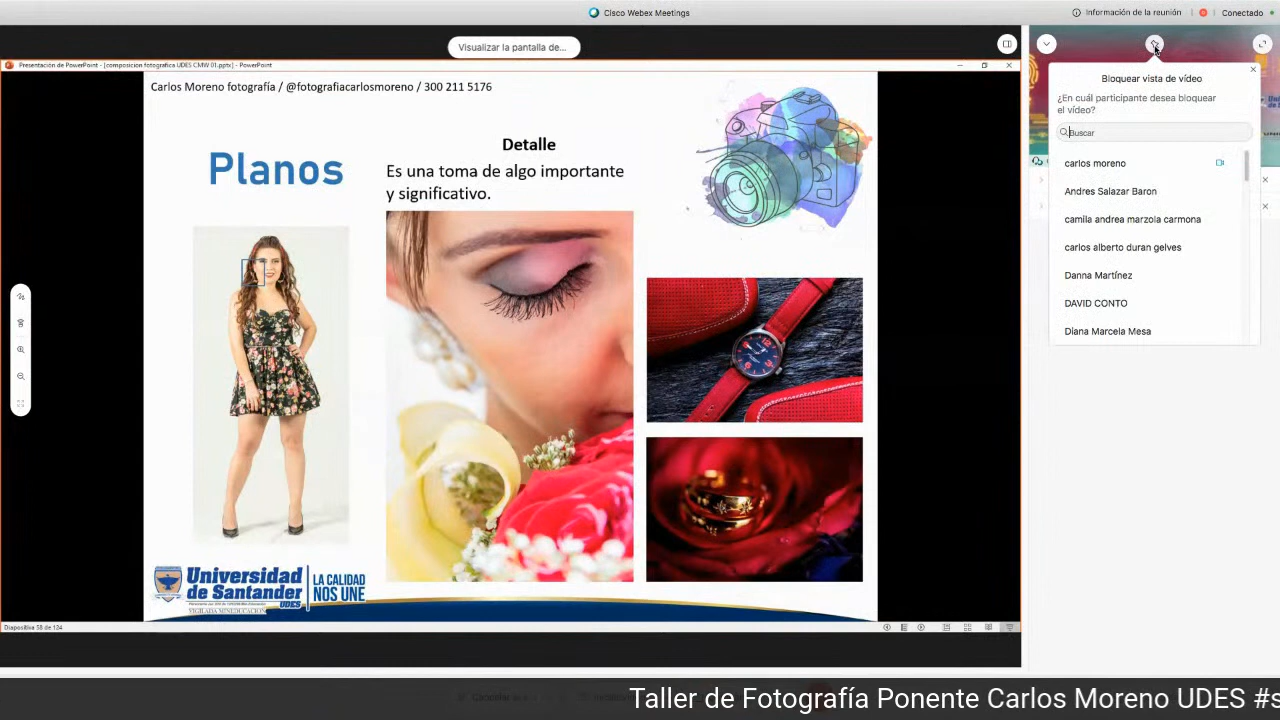 Cisco Webex Meetings
Información de la reunión
Conectado
Visualizar la pantalla de...
Presentación de PowerPoint - [composicion fotografica UDES CMW 01.pptx] - PowerPoint
Carlos Moreno fotografía / @fotografiacarlosmoreno / 300 211 5176
Planos
Detalle
Es una toma de algo importante
y significativo.
Universidad
de Santander
UDES
VIGILADA MINEDUCACIÓN
LA CALIDAD
NOS UNE
Diapositiva 58 de 124
Bloquear vista de vídeo
¿En cuál participante desea bloquear
el vídeo?
Buscar
carlos moreno
Andres Salazar Baron
camila andrea marzola carmona
carlos alberto duran gelves
Danna Martínez
DAVID CONTO
Diana Marcela Mesa
Taller de Fotografía Ponente Carlos Moreno UDES #s